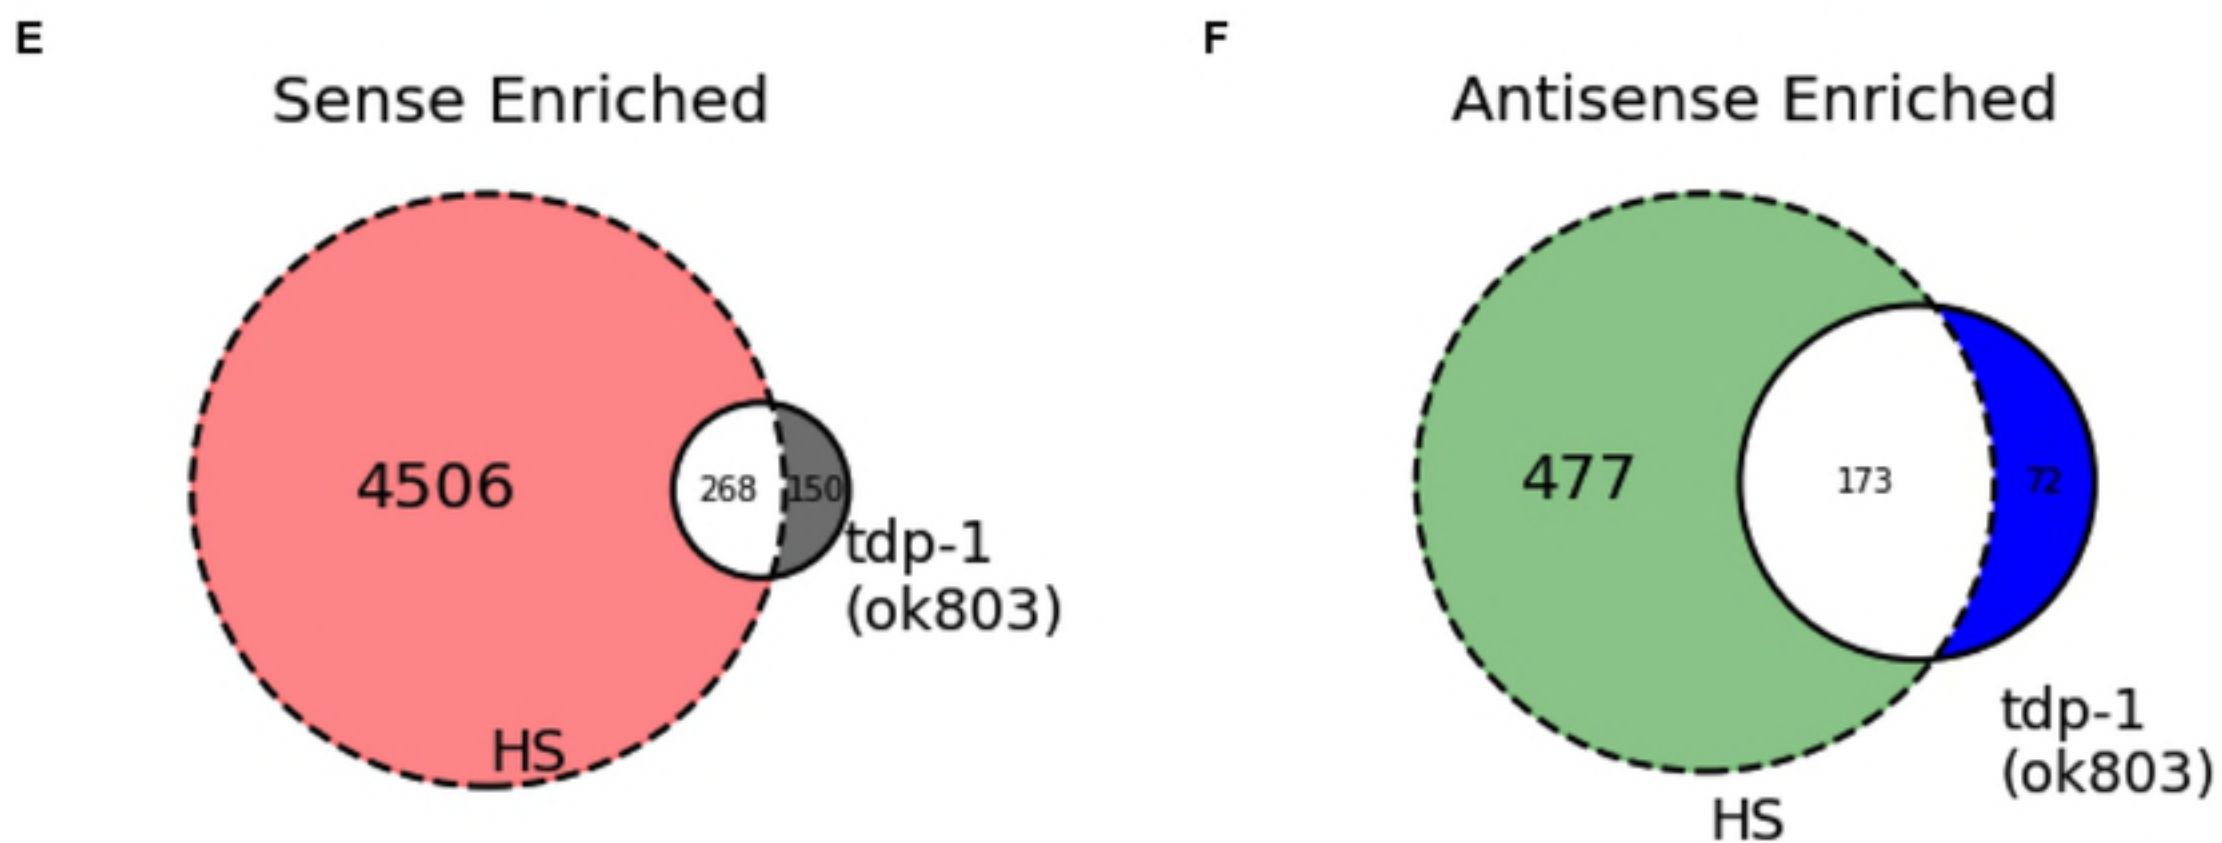 E
Sense Enriched
4506
268
150
tdp-1
(ok803)
HS
F
Antisense Enriched
477
173
72
tdp-1
(ok803)
HS